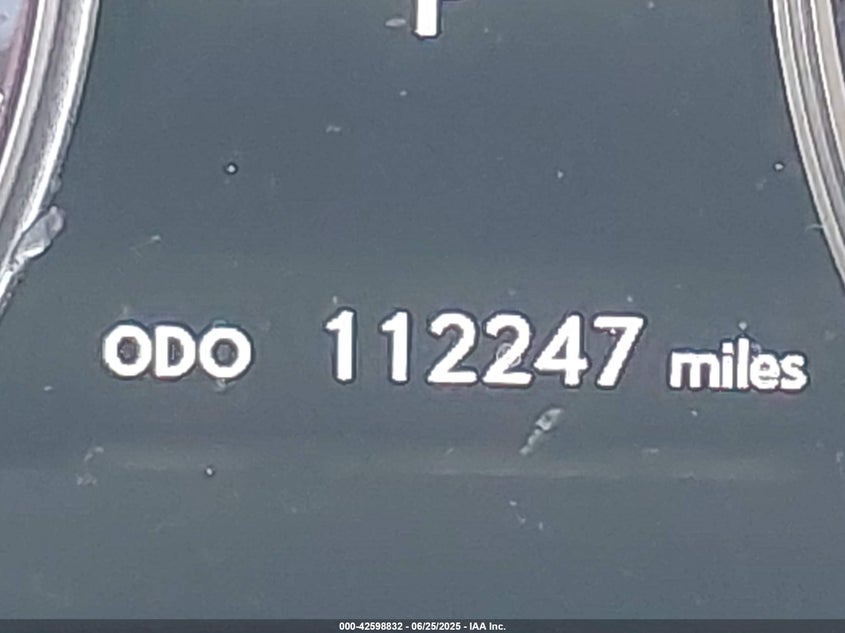 ODO 112247 miles
000-42598832 - 06/25/2025 - IAA Inc.